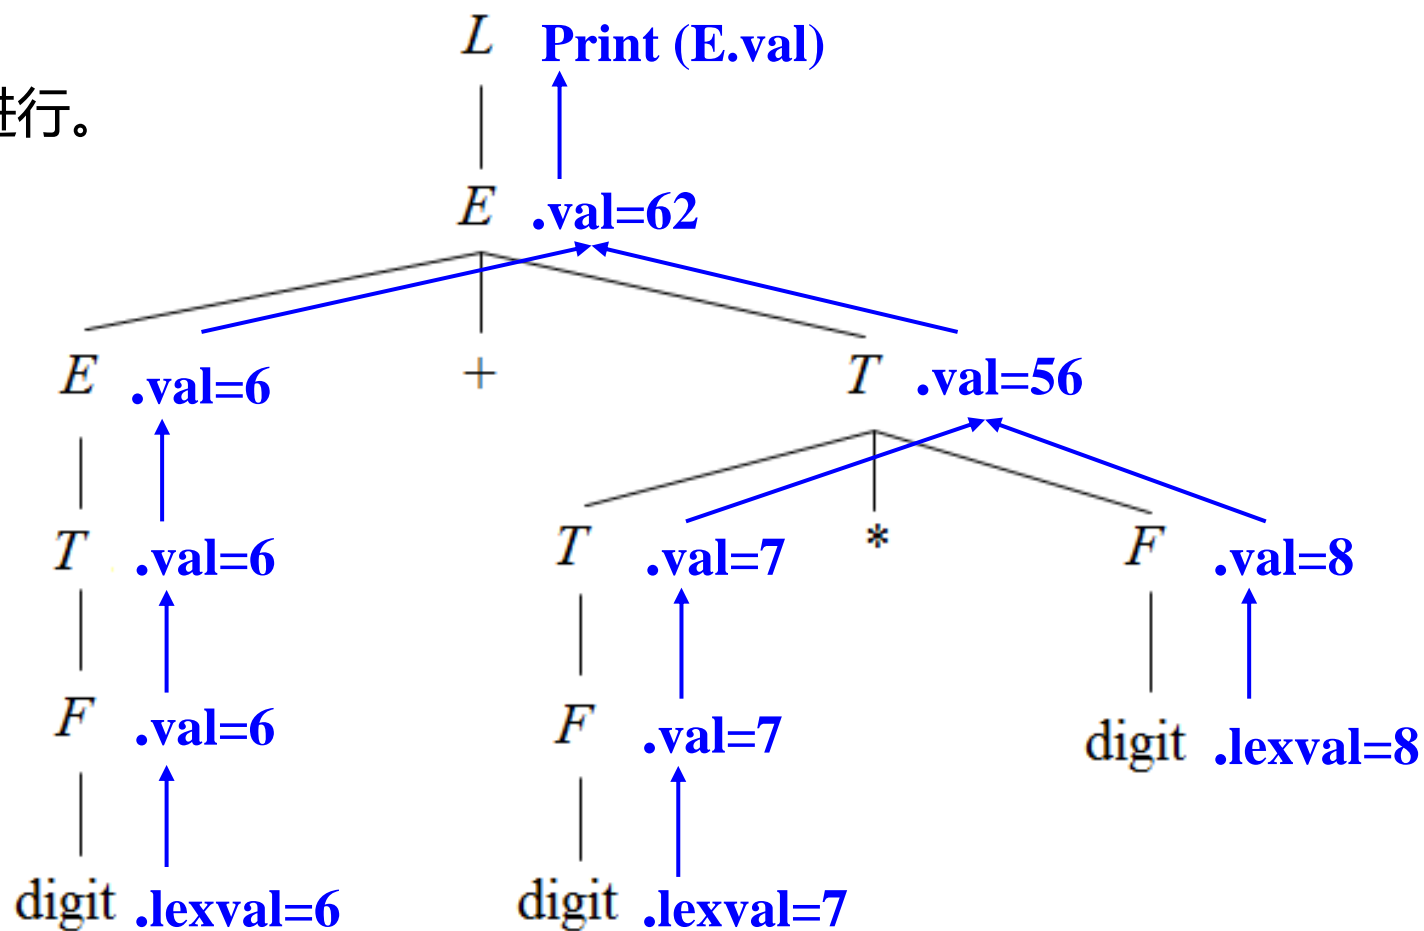 L Print (E.val)
进行。
E .val=62
E .val=6 + T .val=56
T .val=6 T .val=7 * F .val=8
F .val=6 F .val=7 digit .lexval=8
digit .lexval=6 digit .lexval=7